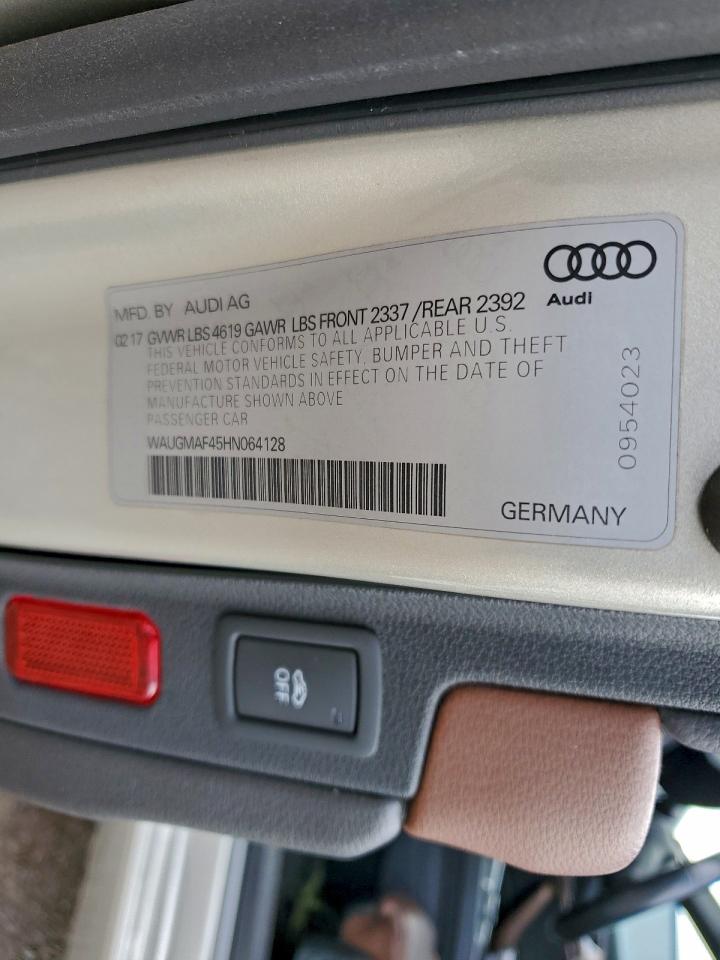 MFD. BY AUDI AG
Audi
02 17 GVWR LBS 4619 GAWR LBS FRONT 2337 /REAR 2392
THIS VEHICLE CONFORMS TO ALL APPLICABLE U.S.
FEDERAL MOTOR VEHICLE SAFETY, BUMPER AND THEFT
PREVENTION STANDARDS IN EFFECT ON THE DATE OF
MANUFACTURE SHOWN ABOVE
PASSENGER CAR
WAUGMAF45HN064128
0954023
GERMANY
OFF